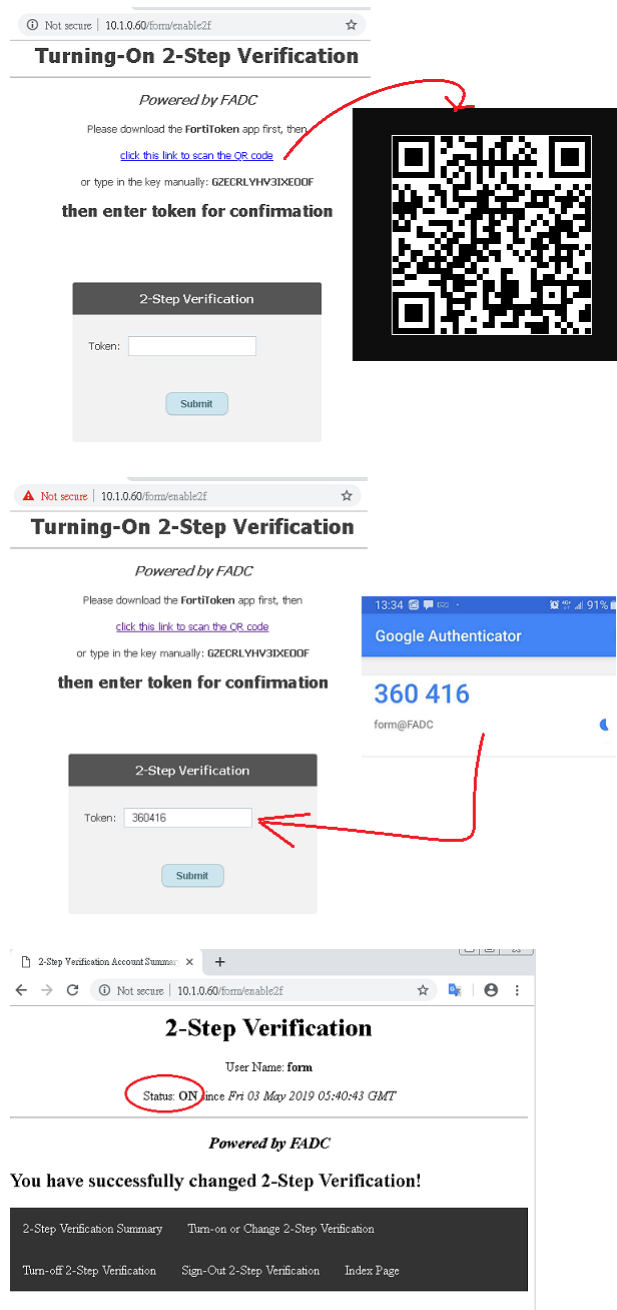 Not secure | 10.1.0.60/form/enable2f
Turning-On 2-Step Verification
Powered by FADC
Please download the FortiToken app first, then
click this link to scan the QR code
or type in the key manually: GZECRLYHV3IXEOOF
then enter token for confirmation
2-Step Verification
Token:
Submit
Not secure | 10.1.0.60/form/enable2f
Turning-On 2-Step Verification
Powered by FADC
Please download the FortiToken app first, then
click this link to scan the QR code
or type in the key manually: GZECRLYHV3IXEOOF
then enter token for confirmation
13:34 91%
Google Authenticator
360 416
form@FADC
2-Step Verification
Token: 360416
Submit
2-Step Verification Account Summar
Not secure | 10.1.0.60/form/enable2f
2-Step Verification
User Name: form
Status: ON since Fri 03 May 2019 05:40:43 GMT
Powered by FADC
You have successfully changed 2-Step Verification!
2-Step Verification Summary Turn-on or Change 2-Step Verification
Turn-off 2-Step Verification Sign-Out 2-Step Verification Index Page